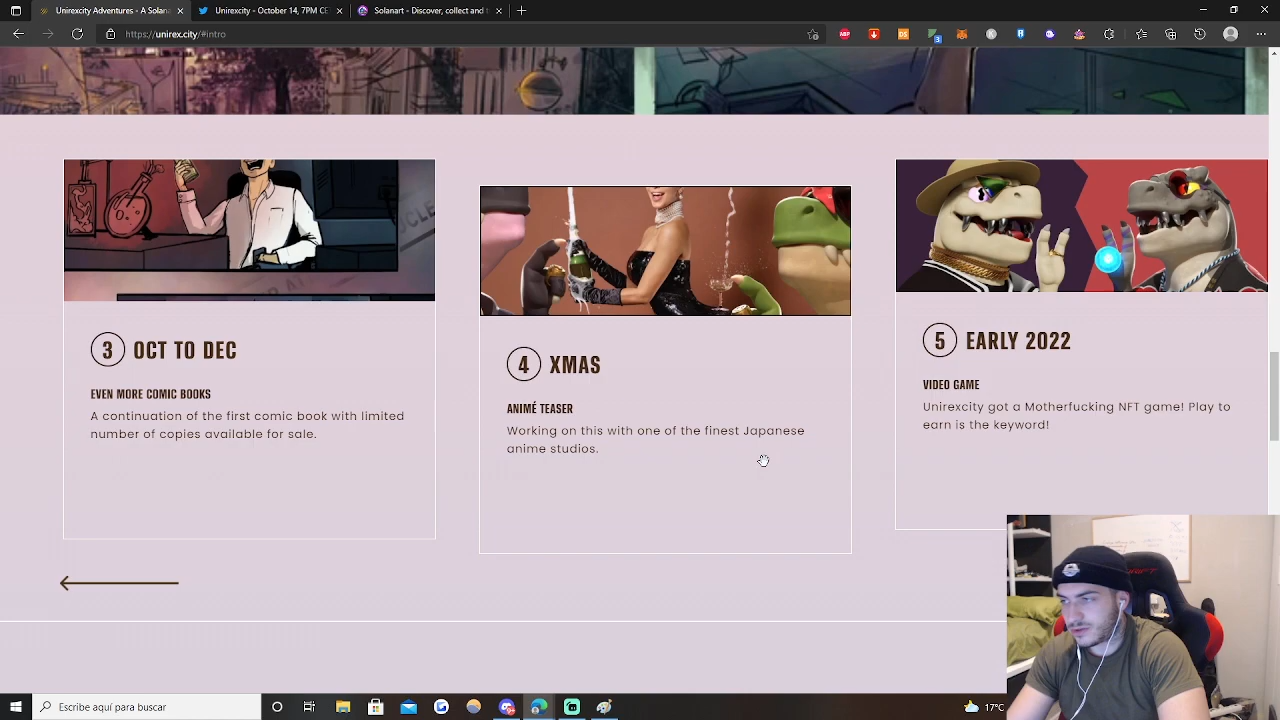 Unirexcity - A Solana
Unirexcity - October 14, 7PM CE
Solanart - Discover, collect and
https://unirex.city/#intro
3 OCT TO DEC
EVEN MORE COMIC BOOKS
A continuation of the first comic book with limited
number of copies available for sale.
4 XMAS
ANIMÉ TEASER
Working on this with one of the finest Japanese
anime studios.
5 EARLY 2022
VIDEO GAME
Unirexcity got a Motherfucking NFT game! Play to
earn is the keyword!
Escribe aquí para buscar
17°C